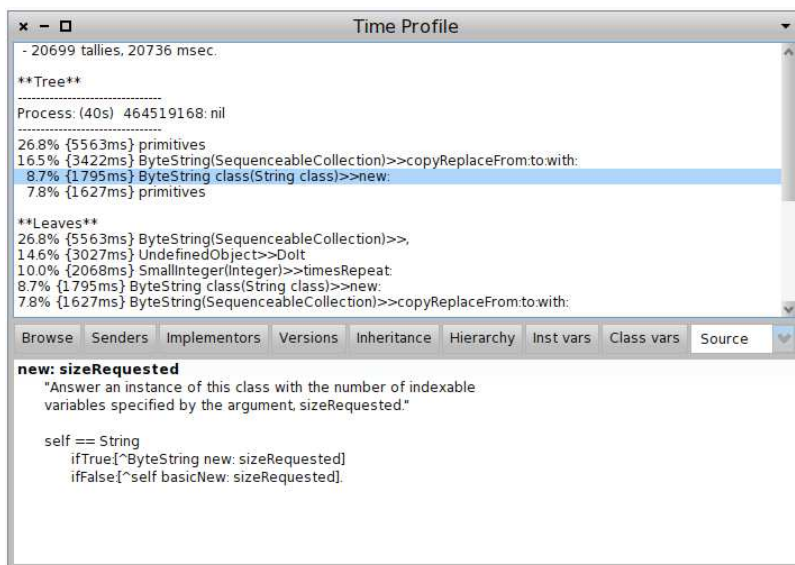 Time Profile
- 20699 tallies, 20736 msec.
**Tree**
--------------------------------
Process: (40s) 464519168: nil
--------------------------------
26.8% {5563ms} primitives
16.5% {3422ms} ByteString(SequenceableCollection)>>copyReplaceFrom:to:with:
8.7% {1795ms} ByteString class(String class)>>new:
7.8% {1627ms} primitives
**Leaves**
26.8% {5563ms} ByteString(SequenceableCollection)>>,
14.6% {3027ms} UndefinedObject>>DoIt
10.0% {2068ms} SmallInteger(Integer)>>timesRepeat:
8.7% {1795ms} ByteString class(String class)>>new:
7.8% {1627ms} ByteString(SequenceableCollection)>>copyReplaceFrom:to:with:
Browse Senders Implementors Versions Inheritance Hierarchy Inst vars Class vars Source
new: sizeRequested
"Answer an instance of this class with the number of indexable
variables specified by the argument, sizeRequested."
self == String
ifTrue:[^ByteString new: sizeRequested]
ifFalse:[^self basicNew: sizeRequested].